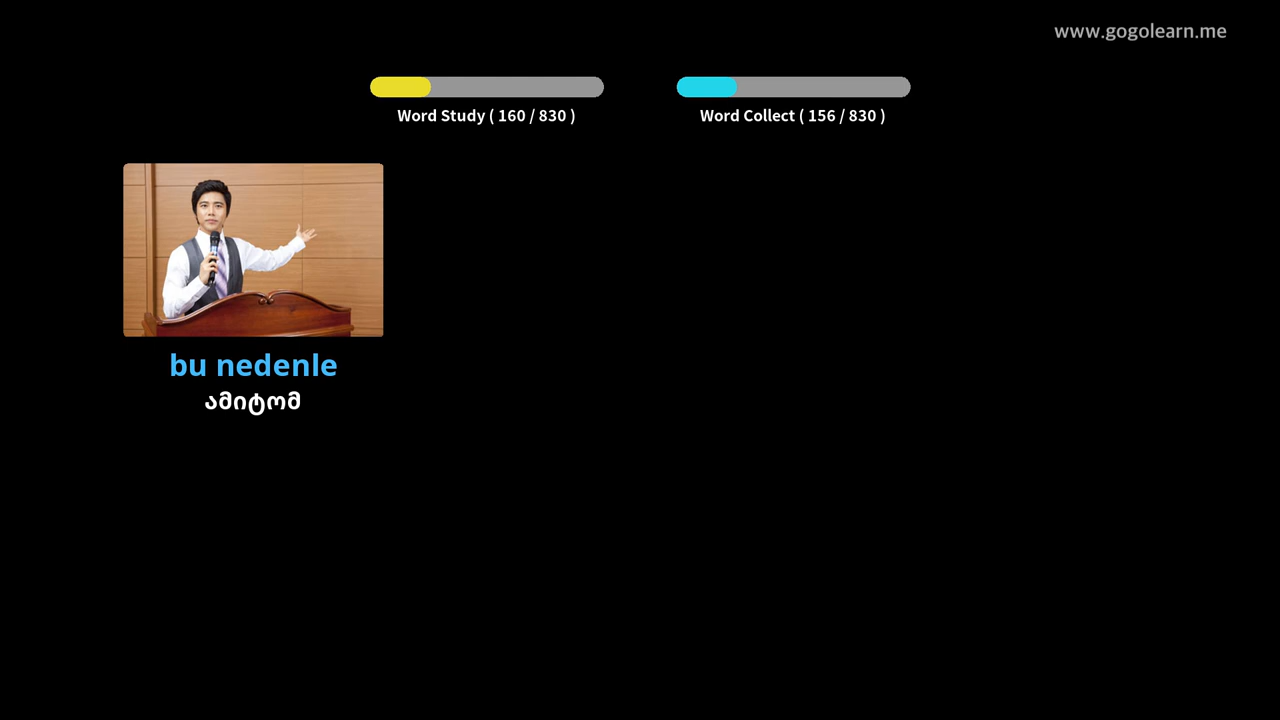 www.gogolearn.me
Word Study ( 160 / 830 )
Word Collect ( 156 / 830 )
bu nedenle
ამიტომ